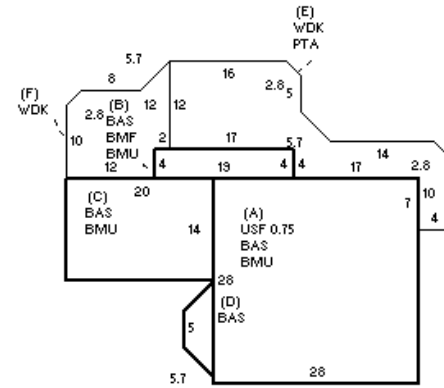 (E)
WDK
PTA
5.7
16
8
2.8
5
(F)
WDK
(B)
BAS
BMF
BMU
2.8
12
12
10
2
17
5.7
14
12
4
19
4
4
17
2.8
20
10
7
4
(C)
BAS
BMU
14
(A)
USF 0.75
BAS
BMU
28
(D)
BAS
5
5.7
28